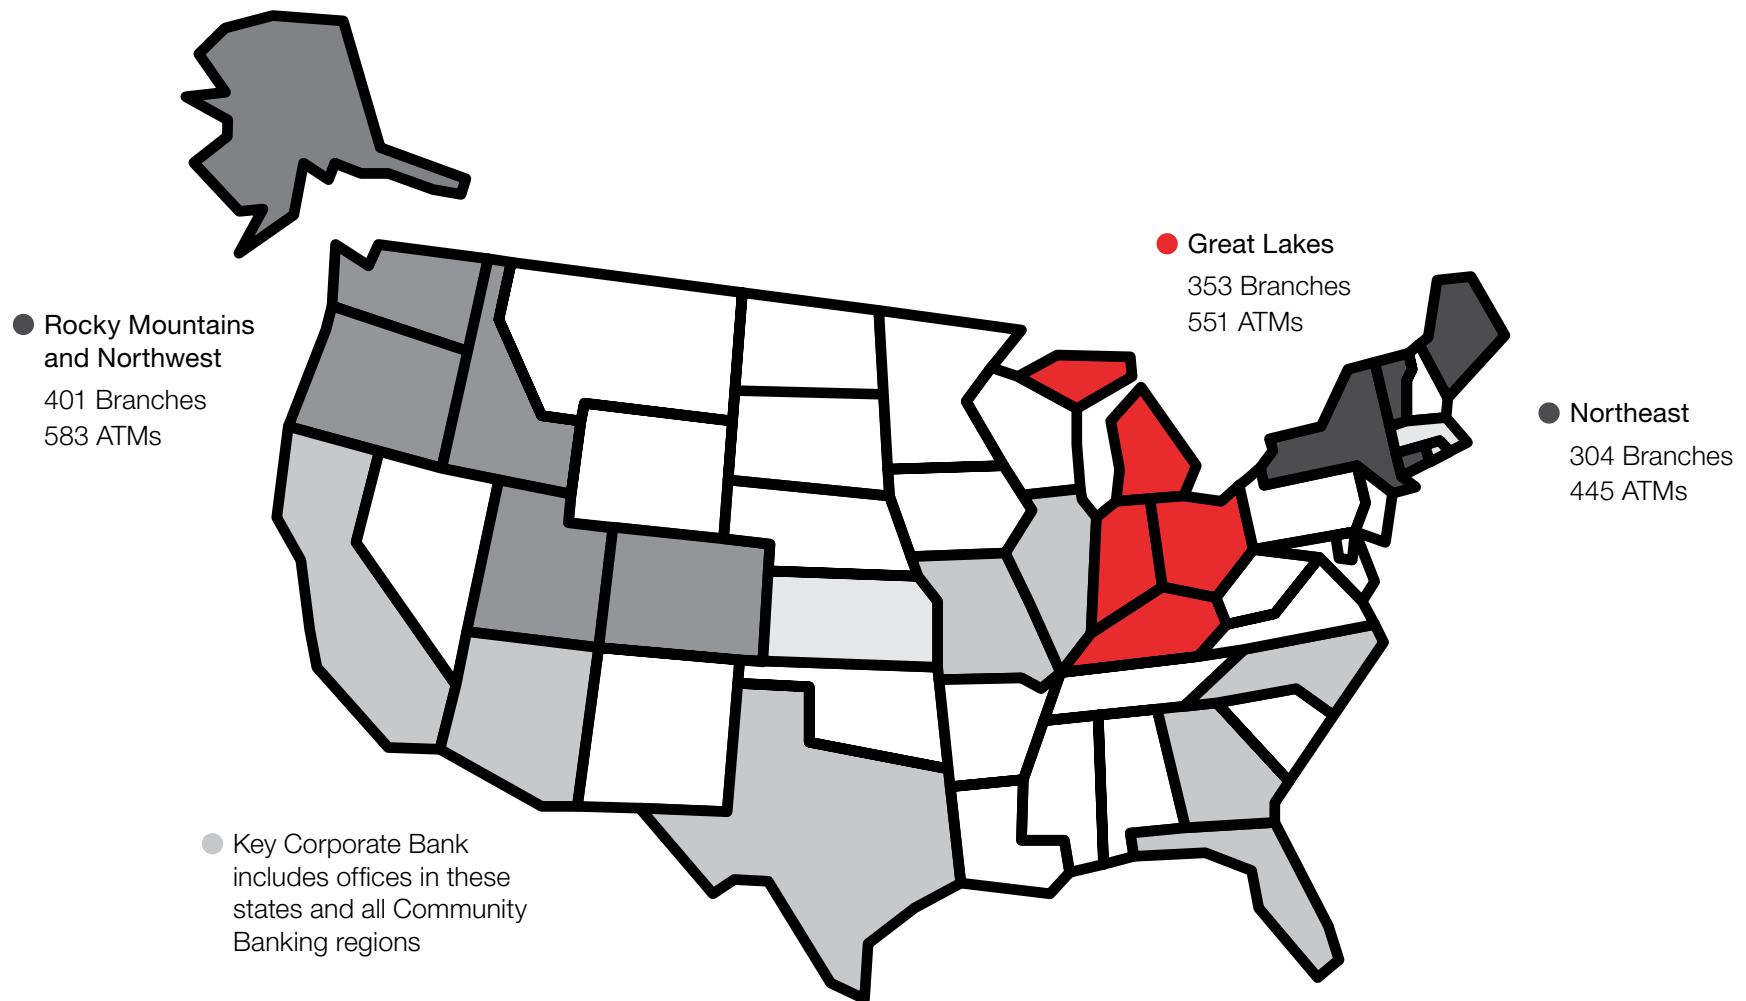 Great Lakes
353 Branches
551 ATMs
Rocky Mountains
and Northwest
401 Branches
583 ATMs
Northeast
304 Branches
445 ATMs
Key Corporate Bank
includes offices in these
states and all Community
Banking regions